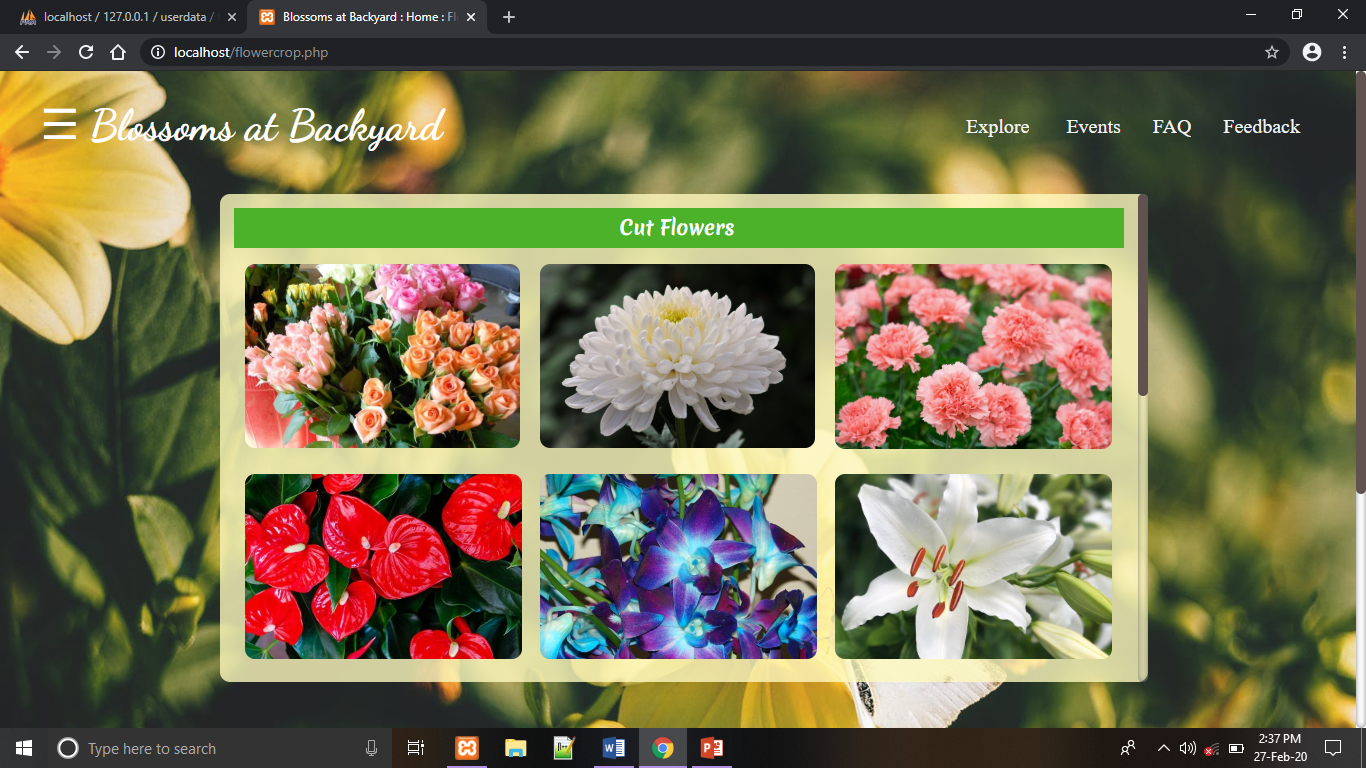 localhost / 127.0.0.1 / userdata /
Blossoms at Backyard : Home : Fl
localhost/flowercrop.php
Blossoms at Backyard
Explore Events FAQ Feedback
Cut Flowers
Type here to search
2:37 PM
27-Feb-20